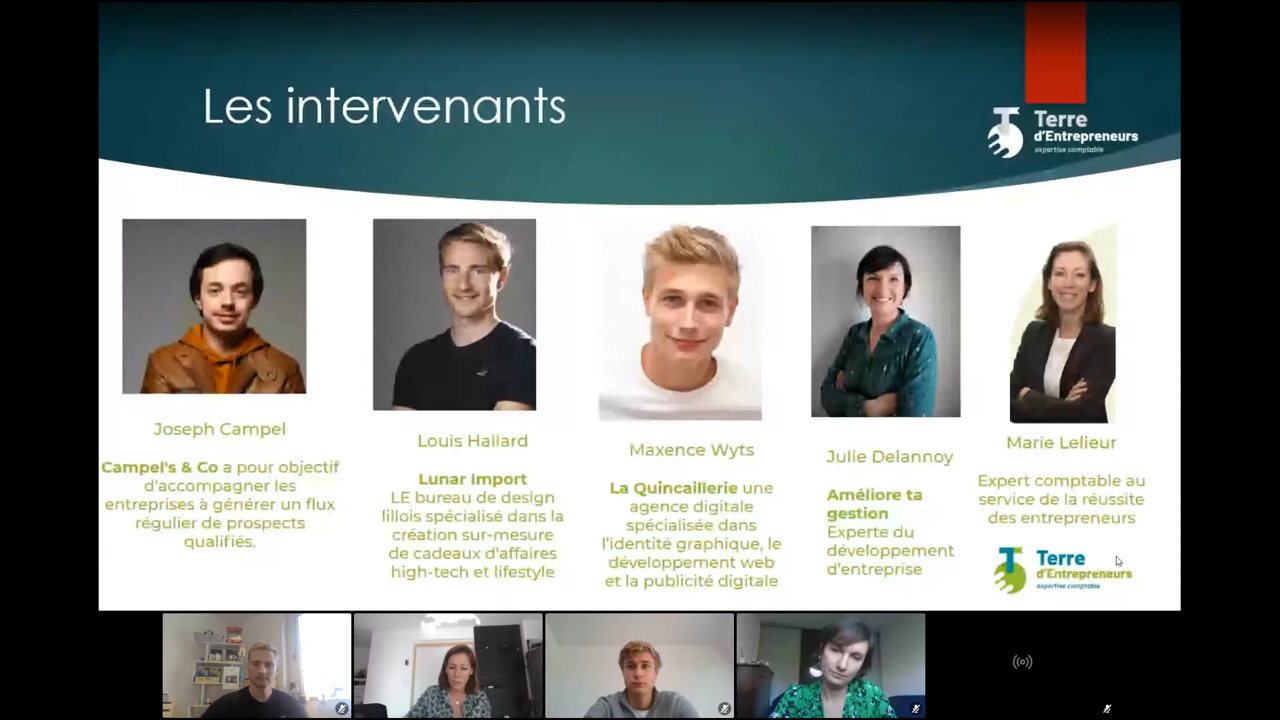 Les intervenants
Terre
d'Entrepreneurs
expertise comptable
Joseph Campel
Campel's & Co a pour objectif
d'accompagner les
entreprises à générer un flux
régulier de prospects
qualifiés.
Louis Hallard
Lunar Import
LE bureau de design
lillois spécialisé dans la
création sur-mesure
de cadeaux d'affaires
high-tech et lifestyle
Maxence Wyts
La Quincaillerie une
agence digitale
spécialisée dans
l'identité graphique, le
développement web
et la publicité digitale
Julie Delannoy
Améliore ta
gestion
Experte du
développement
d'entreprise
Marie Lelieur
Expert comptable au
service de la réussite
des entrepreneurs
Terre
d'Entrepreneurs
expertise comptable